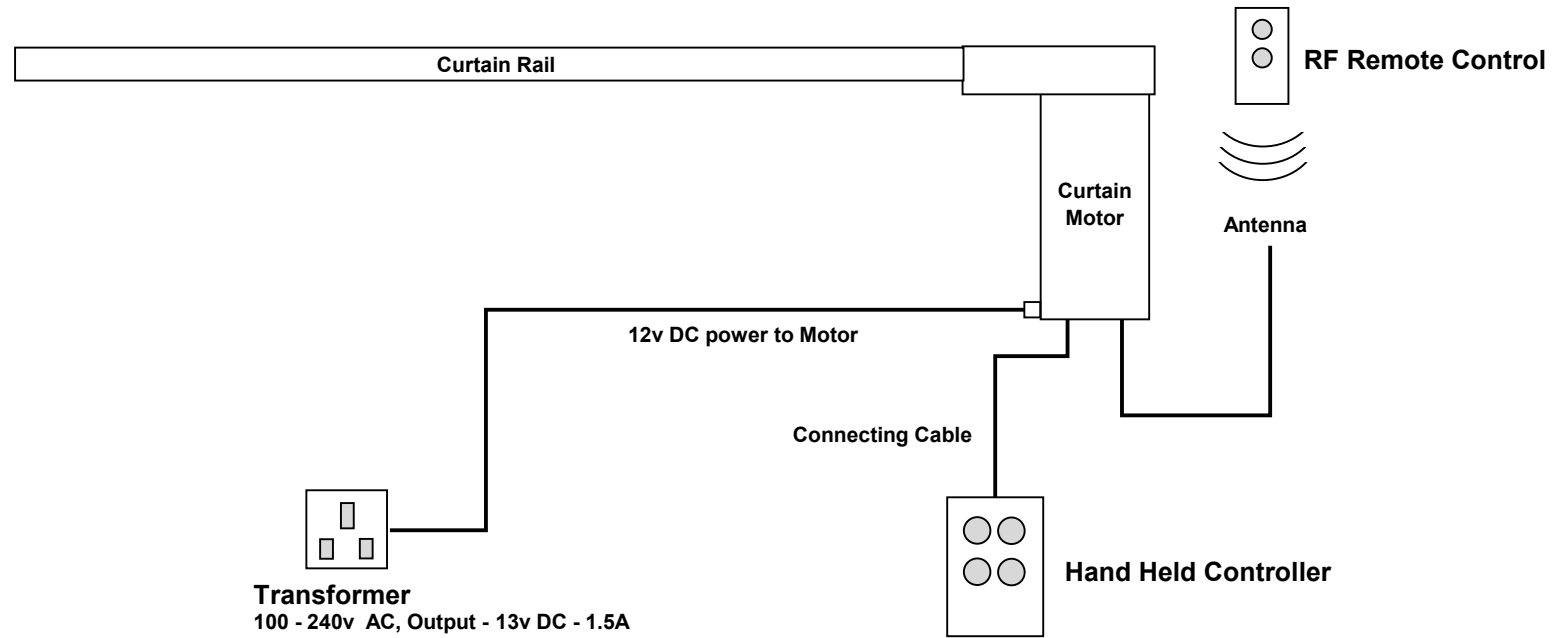 Curtain Rail
RF Remote Control
Curtain
Motor
Antenna
12v DC power to Motor
Connecting Cable
Hand Held Controller
Transformer
100 - 240v  AC, Output - 13v DC - 1.5A